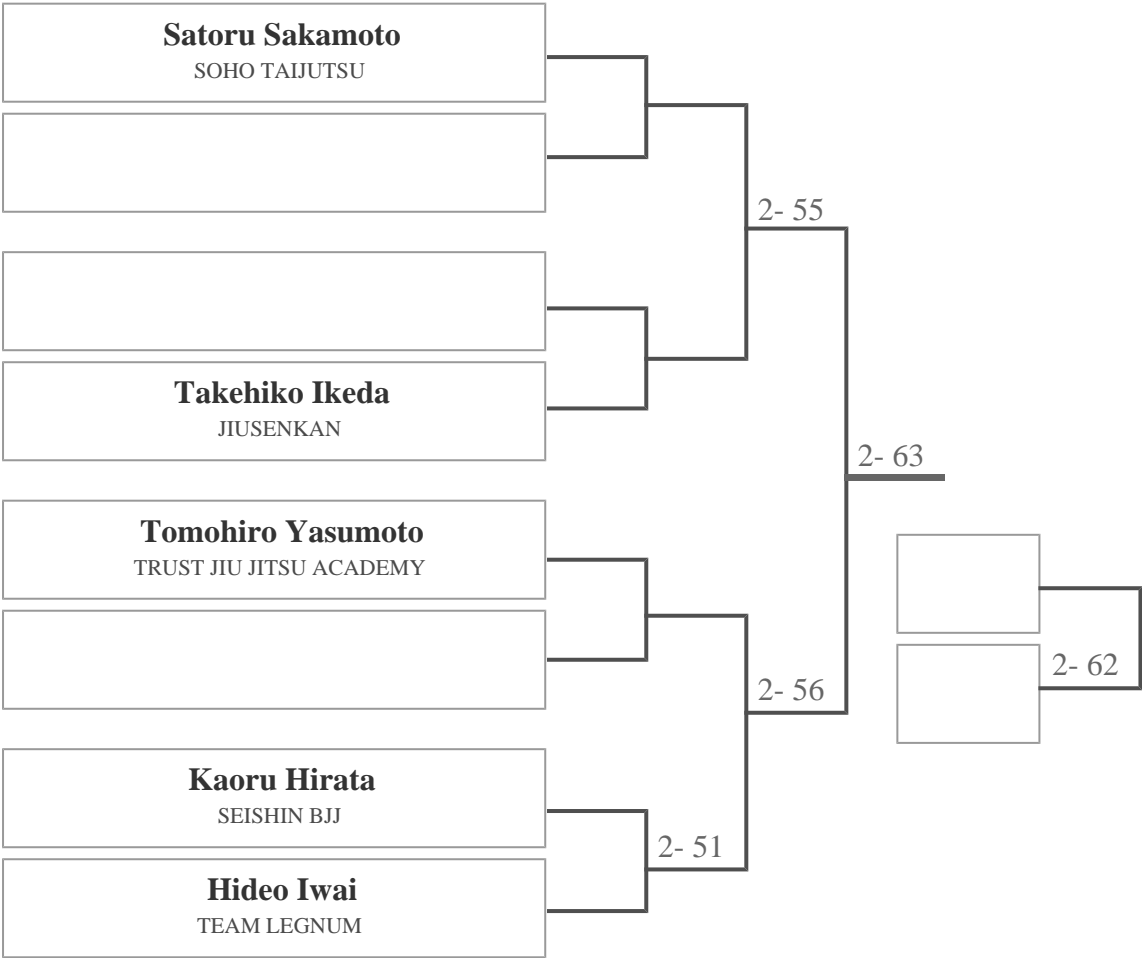 Satoru Sakamoto
SOHO TAIJUTSU
2- 55
Takehiko Ikeda
JIUSENKAN
2- 63
Tomohiro Yasumoto
TRUST JIU JITSU ACADEMY
2- 62
2- 56
Kaoru Hirata
SEISHIN BJJ
2- 51
Hideo Iwai
TEAM LEGNUM